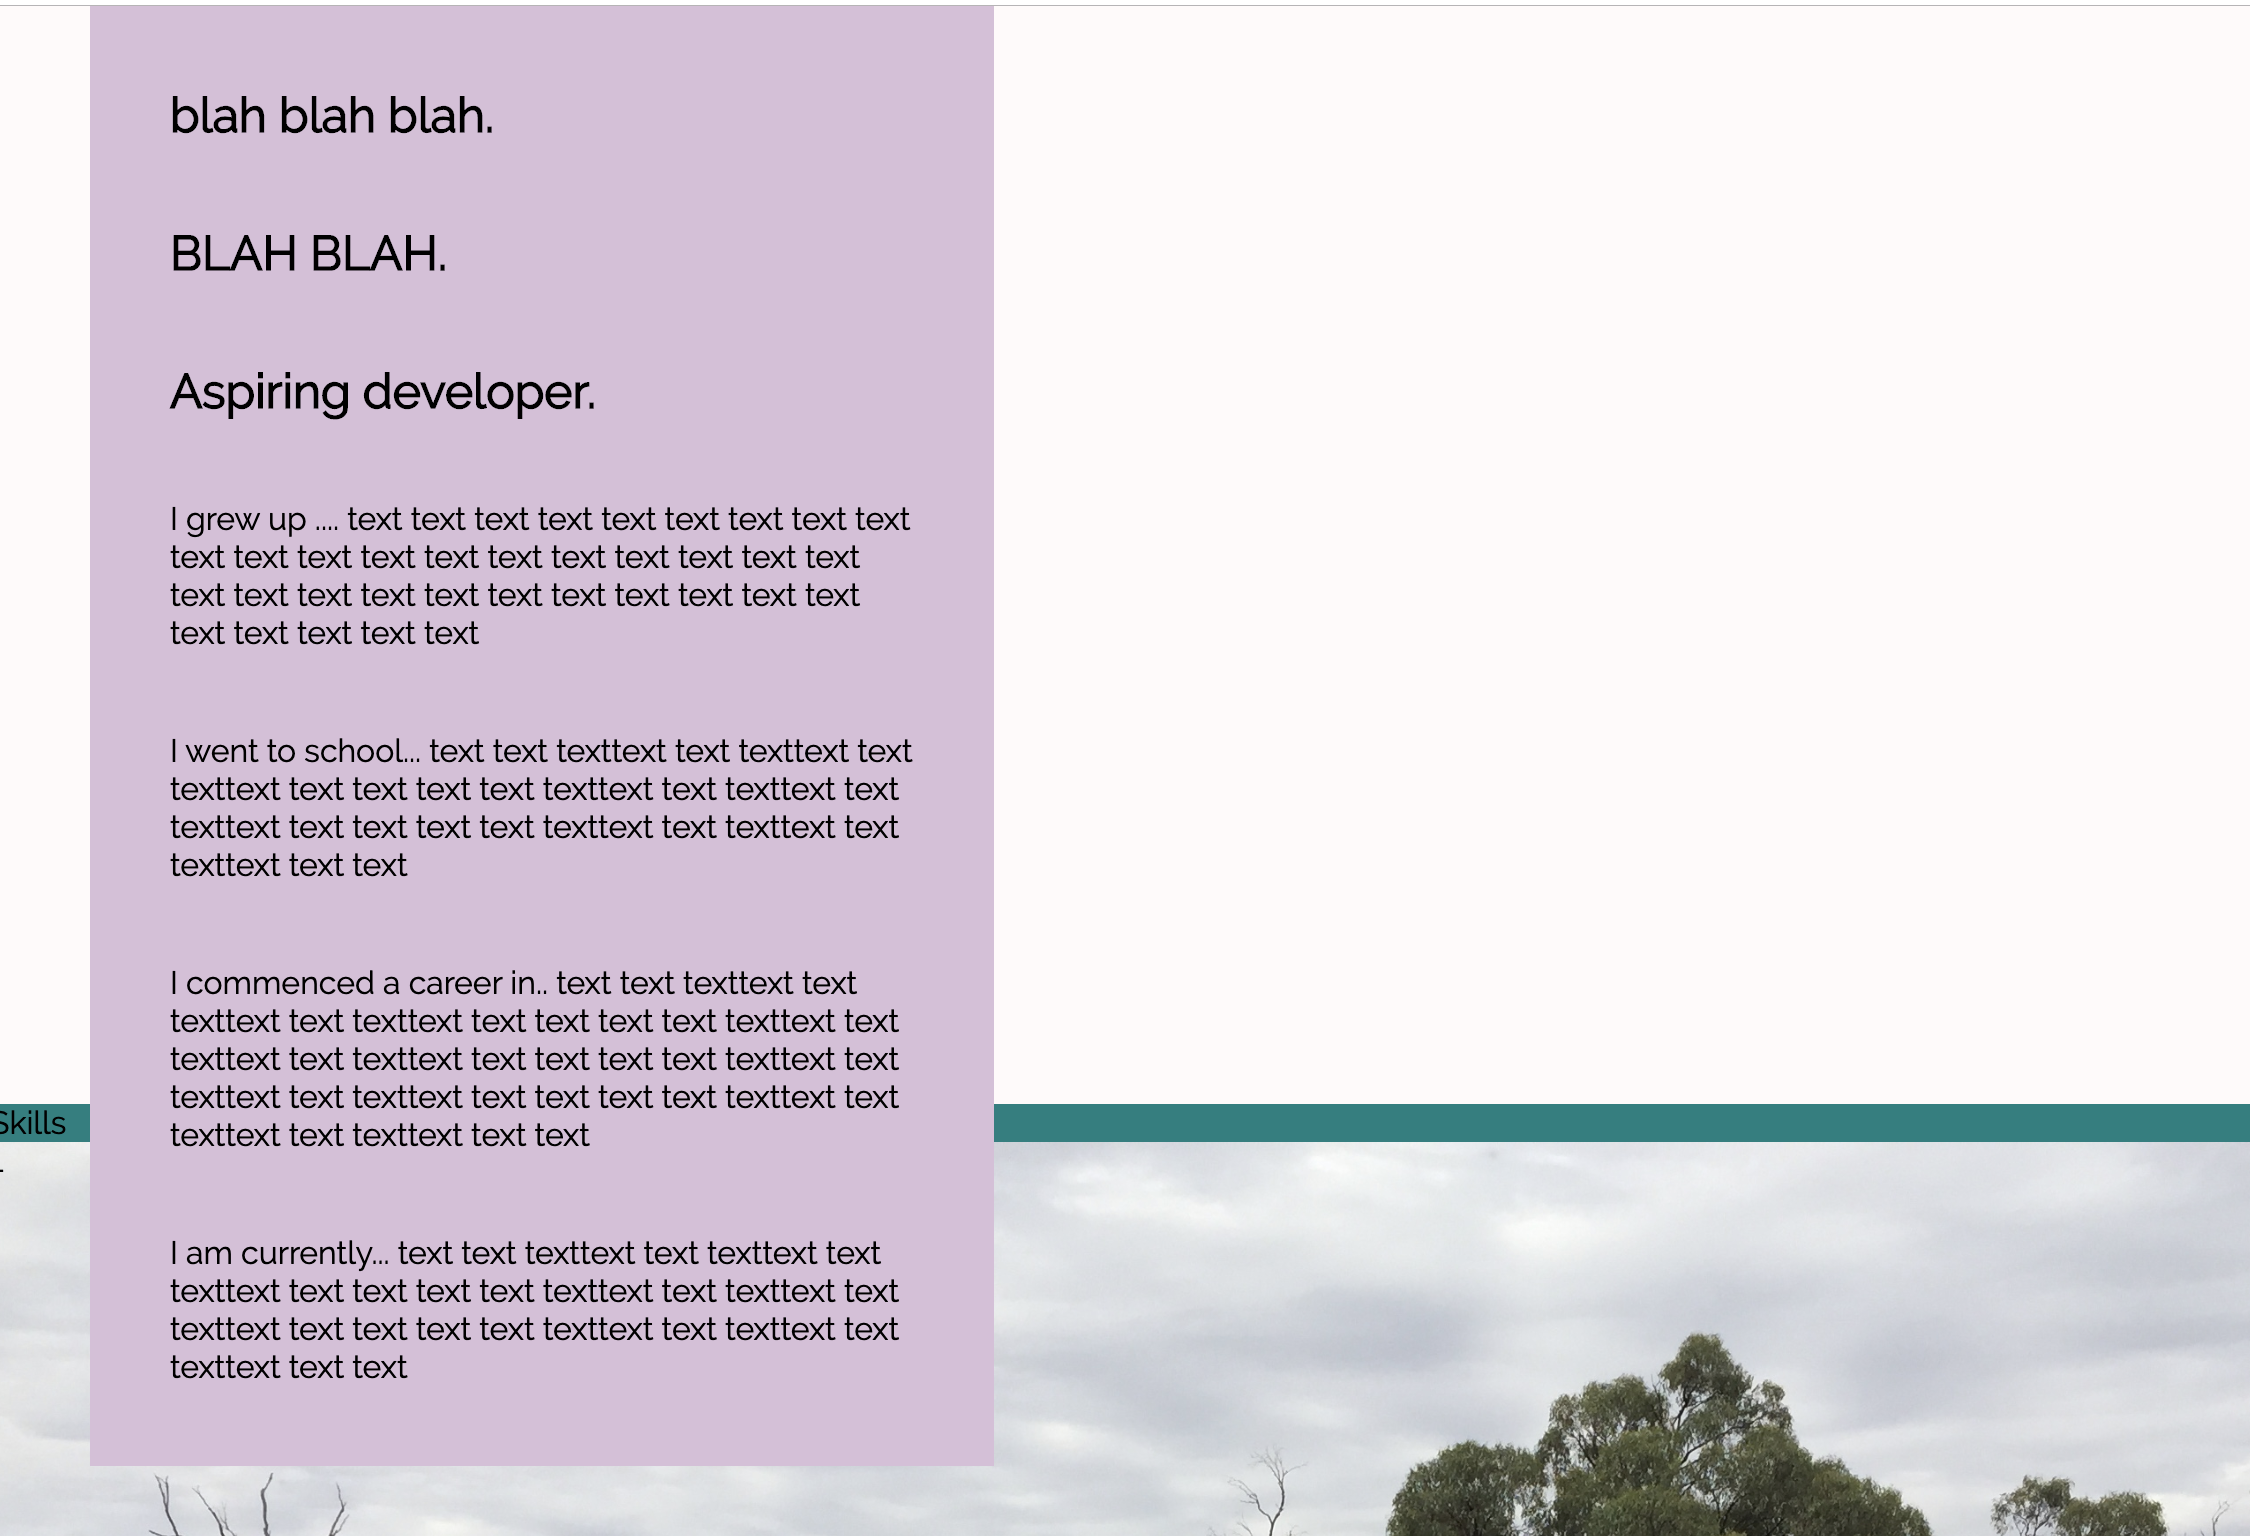 blah blah blah.
BLAH BLAH.
Aspiring developer.
I grew up .... text text text text text text text text text
text text text text text text text text text text text
text text text text text text text text text text text
text text text text text
I went to school... text text texttext text texttext text
texttext text text text text texttext text texttext text
texttext text text text text texttext text texttext text
texttext text text
I commenced a career in.. text text texttext text
texttext text texttext text text text text texttext text
texttext text texttext text text text text texttext text
texttext text texttext text text text text texttext text
texttext text texttext text text
Skills
I am currently... text text texttext text texttext text
texttext text text text text texttext text texttext text
texttext text text text text texttext text texttext text
texttext text text